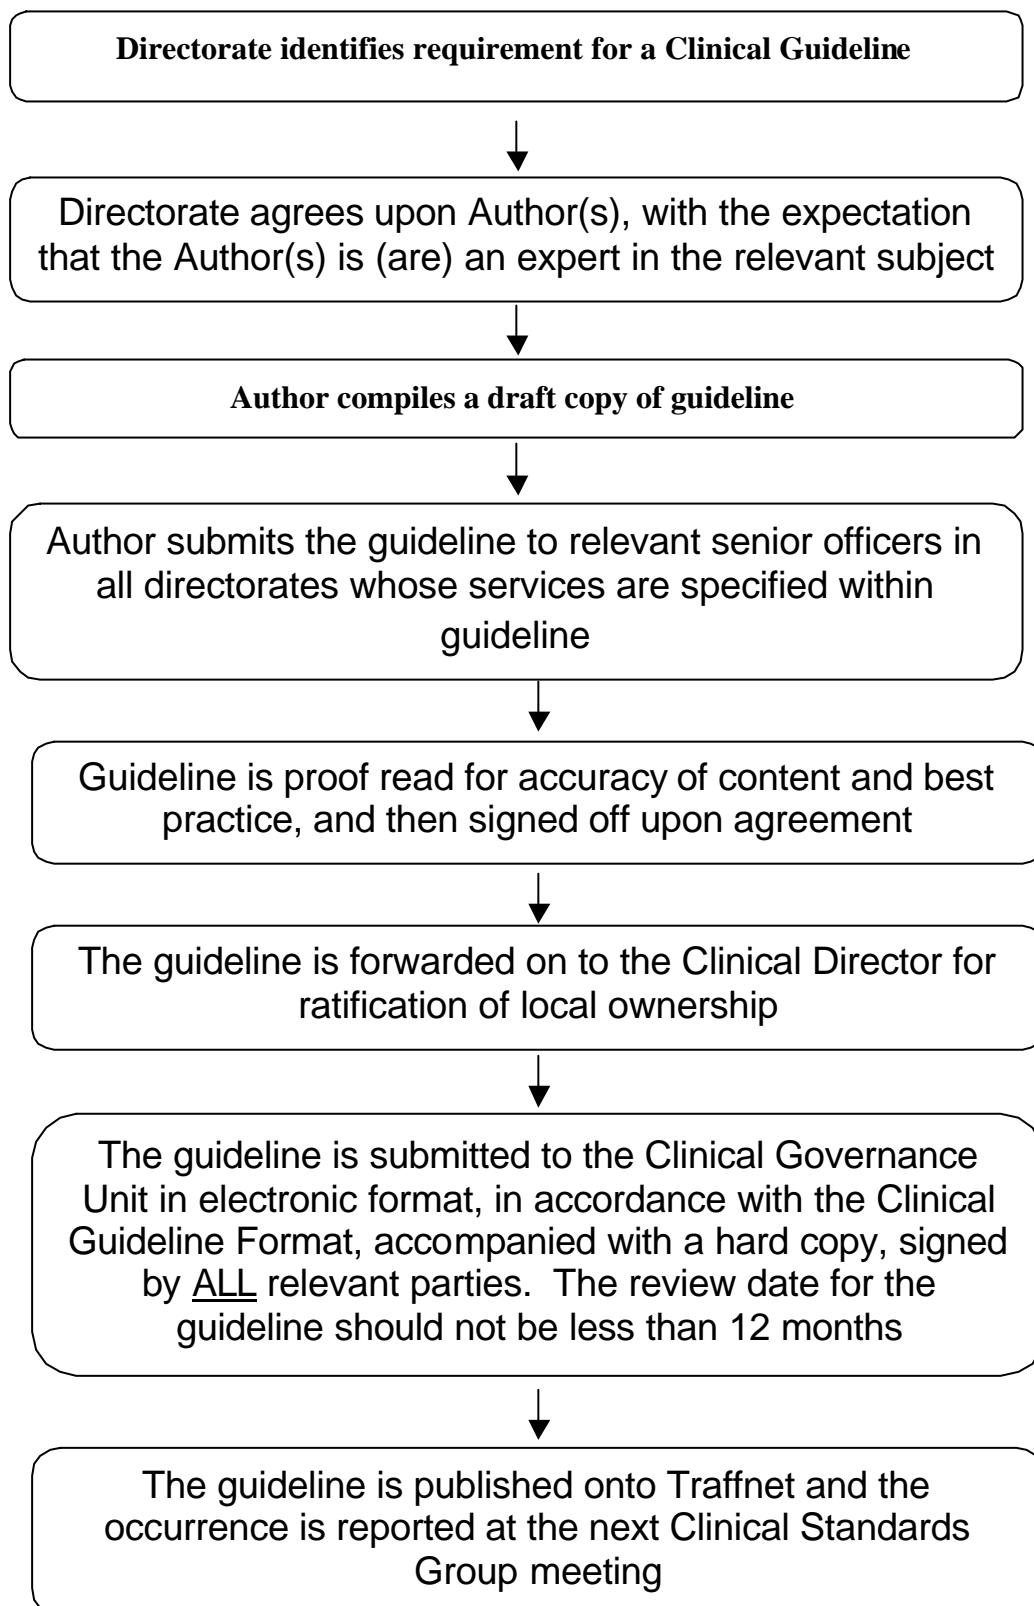 Directorate identifies requirement for a Clinical Guideline
Directorate agrees upon Author(s), with the expectation
that the Author(s) is (are) an expert in the relevant subject
Author compiles a draft copy of guideline
Author submits the guideline to relevant senior officers in
all directorates whose services are specified within
guideline
Guideline is proof read for accuracy of content and best
practice, and then signed off upon agreement
The guideline is forwarded on to the Clinical Director for
ratification of local ownership
The guideline is submitted to the Clinical Governance
Unit in electronic format, in accordance with the Clinical
Guideline Format, accompanied with a hard copy, signed
by ALL relevant parties.  The review date for the
guideline should not be less than 12 months
The guideline is published onto Traffnet and the
occurrence is reported at the next Clinical Standards
Group meeting